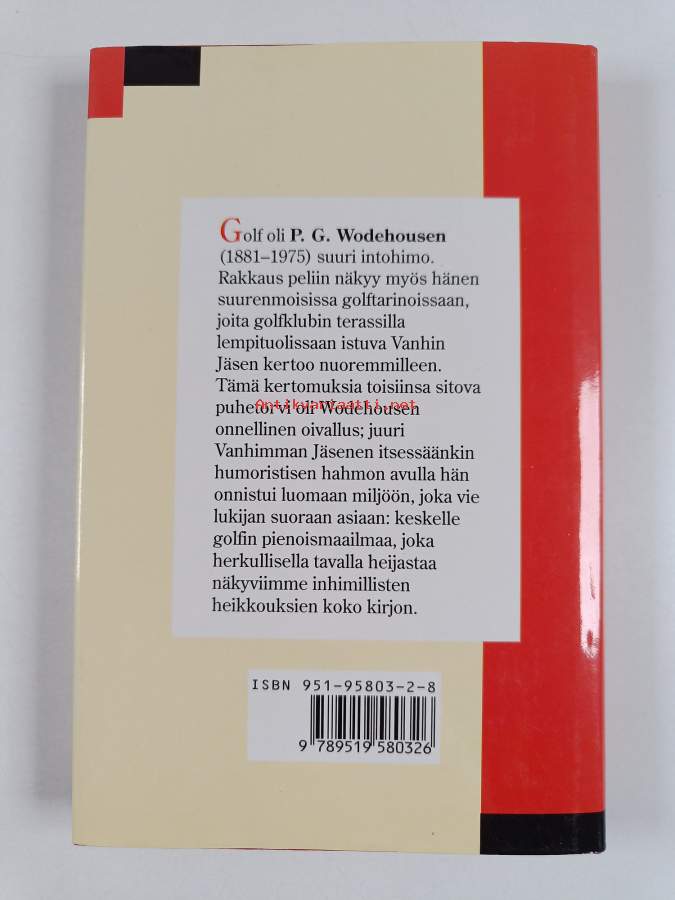 Golf oli P. G. Wodehousen
(1881–1975) suuri intohimo.
Rakkaus peliin näkyy myös hänen
suurenmoisissa golftarinoissaan,
joita golfklubin terassilla
lempituolissaan istuva Vanhin
Jäsen kertoo nuoremmilleen.
Tämä kertomuksia toisiinsa sitova
Antikvariaatti.net
puhetorvi oli Wodehousen
onnellinen oivallus; juuri
Vanhimman Jäsenen itsessäänkin
humoristisen hahmon avulla hän
onnistui luomaan miljöön, joka vie
lukijan suoraan asiaan: keskelle
golfin pienoismaailmaa, joka
herkullisella tavalla heijastaa
näkyviimme inhimillisten
heikkouksien koko kirjon.
ISBN 951-95803-2-8
9 789519 580326